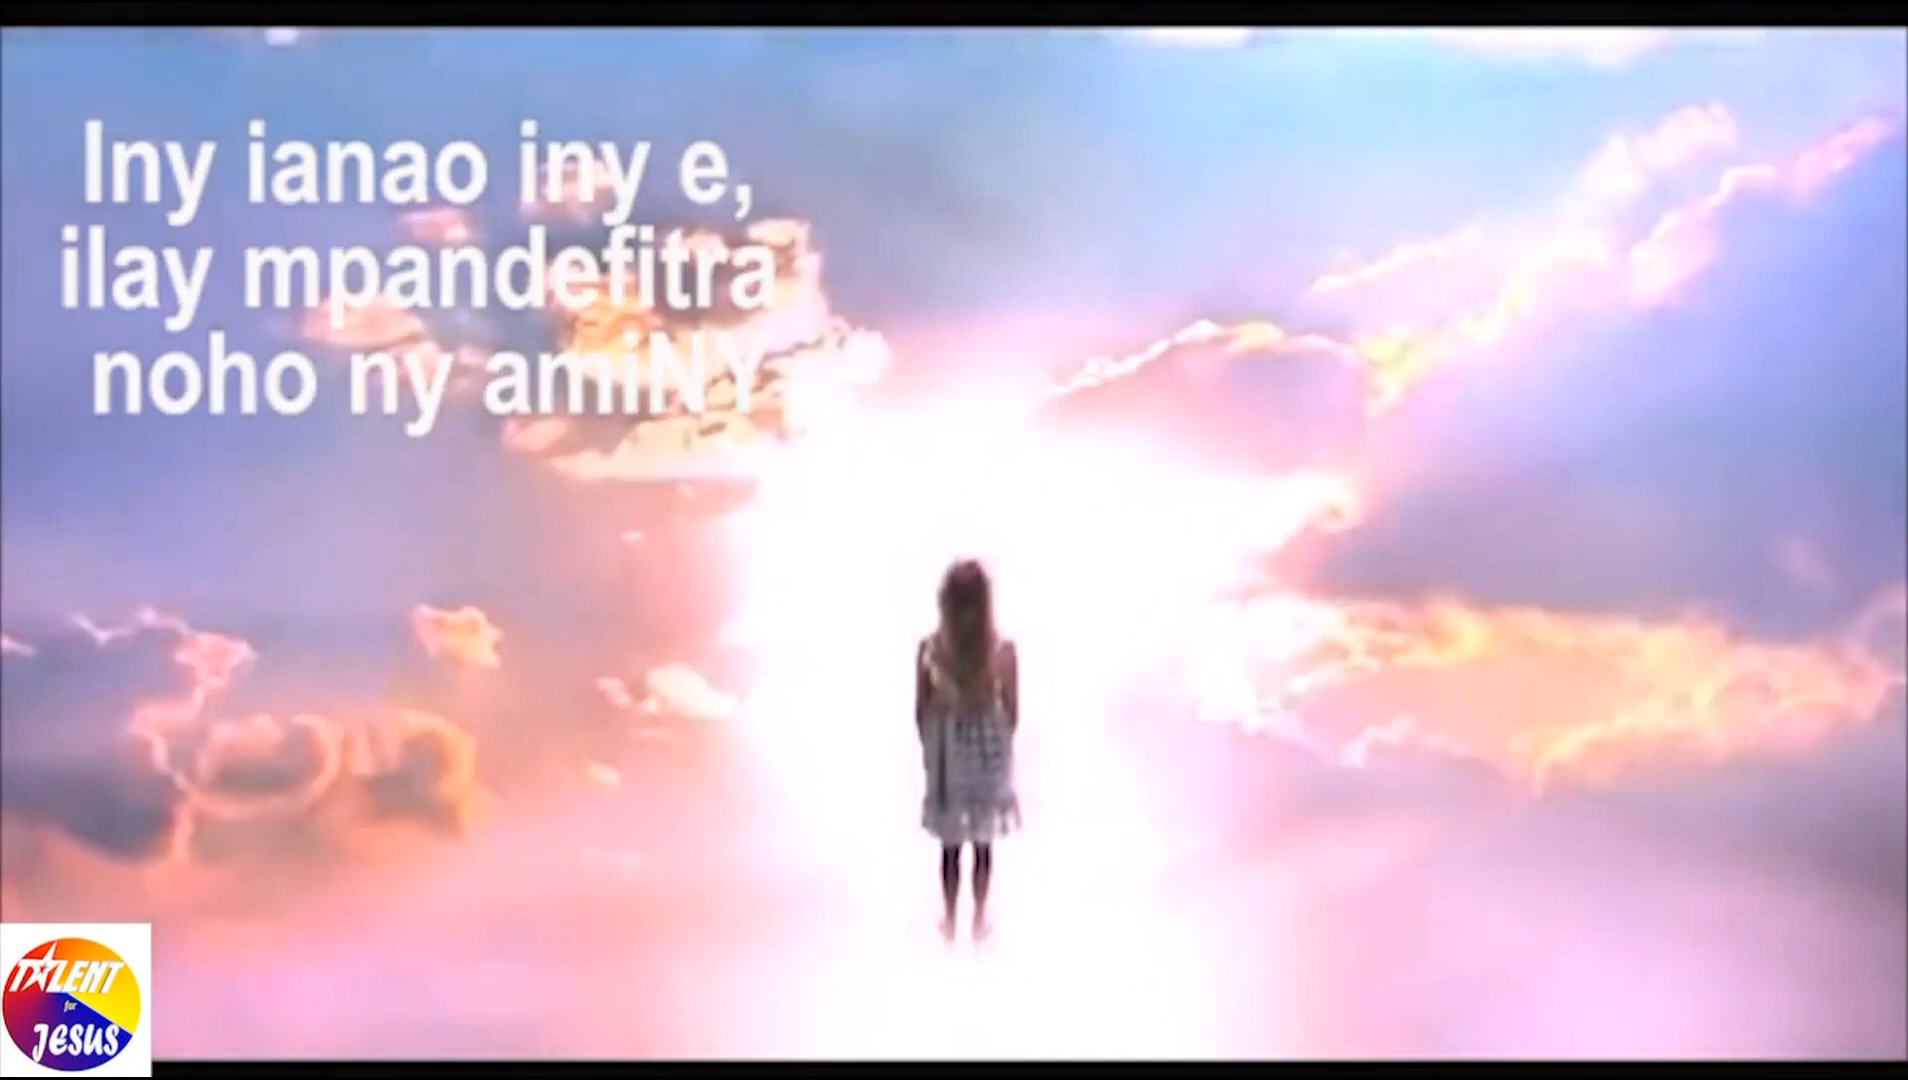 Iny ianao iny e,
ilay mpandefitra
noho ny amiNY
TALENT
for
JESUS